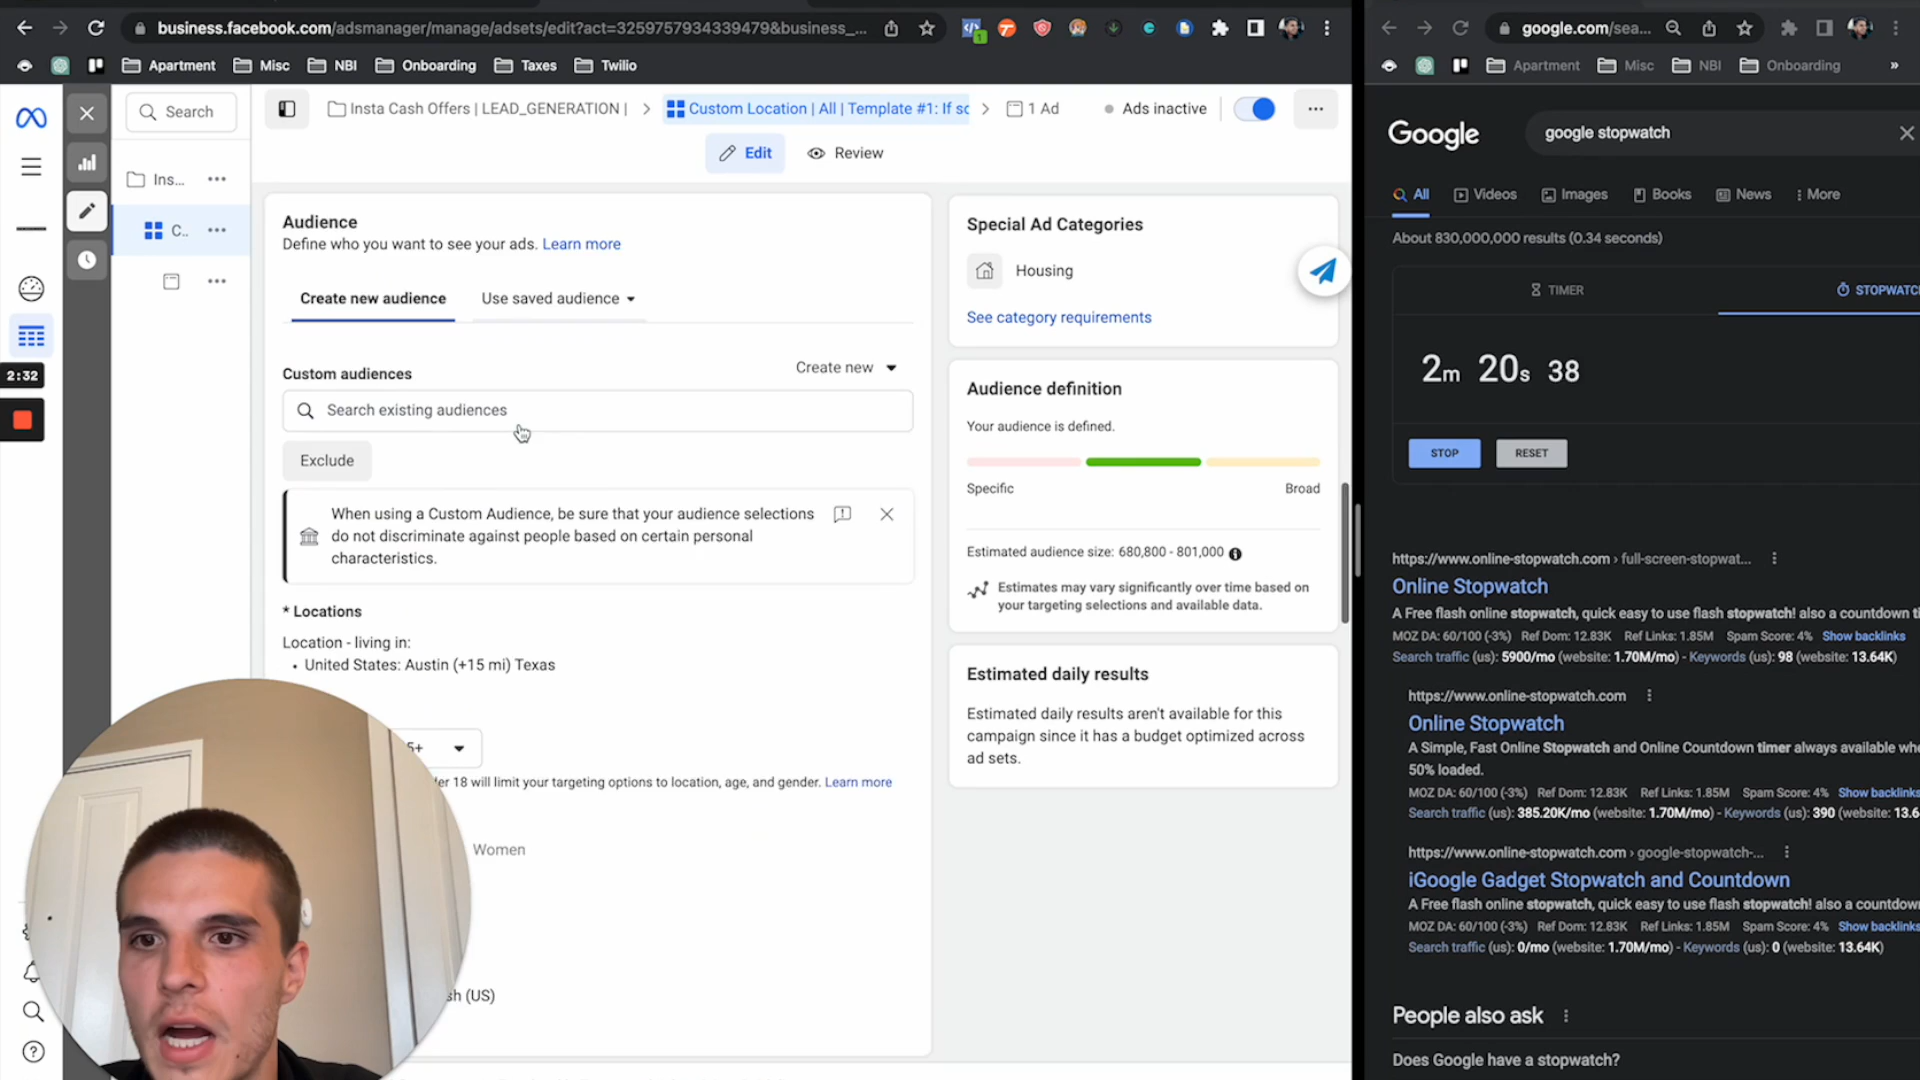 business.facebook.com/adsmanager/manage/adsets/edit?act=3259757934339479&business_...
Apartment
Misc
NBI
Onboarding
Taxes
Twilio
Search
Insta Cash Offers | LEAD_GENERATION |
Custom Location | All | Template #1: If sc
1 Ad
Ads inactive
Edit
Review
Ins...
C..
2:32
Audience
Define who you want to see your ads. Learn more
Create new audience
Use saved audience
Custom audiences
Create new
Search existing audiences
Exclude
When using a Custom Audience, be sure that your audience selections
do not discriminate against people based on certain personal
characteristics.
* Locations
Location - living in:
• United States: Austin (+15 mi) Texas
5+
er 18 will limit your targeting options to location, age, and gender. Learn more
Women
sh (US)
Special Ad Categories
Housing
See category requirements
Audience definition
Your audience is defined.
Specific
Broad
Estimated audience size: 680,800 - 801,000
Estimates may vary significantly over time based on
your targeting selections and available data.
Estimated daily results
Estimated daily results aren't available for this
campaign since it has a budget optimized across
ad sets.
google.com/sea...
Apartment
Misc
NBI
Onboarding
»
Google
google stopwatch
All
Videos
Images
Books
News
More
About 830,000,000 results (0.34 seconds)
TIMER
STOPWATC
2m 20s 38
STOP
RESET
https://www.online-stopwatch.com › full-screen-stopwat...
Online Stopwatch
A Free flash online stopwatch, quick easy to use flash stopwatch! also a countdown
MOZ DA: 60/100 (-3%) Ref Dom: 12.83K Ref Links: 1.85M Spam Score: 4% Show backlinks
Search traffic (us): 5900/mo (website: 1.70M/mo) - Keywords (us): 98 (website: 13.64K)
https://www.online-stopwatch.com
Online Stopwatch
A Simple, Fast Online Stopwatch and Online Countdown timer always available
50% loaded.
MOZ DA: 60/100 (-3%) Ref Dom: 12.83K Ref Links: 1.85M Spam Score: 4% Show backlinks
Search traffic (us): 385.20K/mo (website: 1.70M/mo) - Keywords (us): 390 (website: 13.6
https://www.online-stopwatch.com › google-stopwatch-...
iGoogle Gadget Stopwatch and Countdown
A Free flash online stopwatch, quick easy to use flash stopwatch! also a countdown
MOZ DA: 60/100 (-3%) Ref Dom: 12.83K Ref Links: 1.85M Spam Score: 4% Show backlinks
Search traffic (us): 0/mo (website: 1.70M/mo) - Keywords (us): 0 (website: 13.64K)
People also ask
Does Google have a stopwatch?